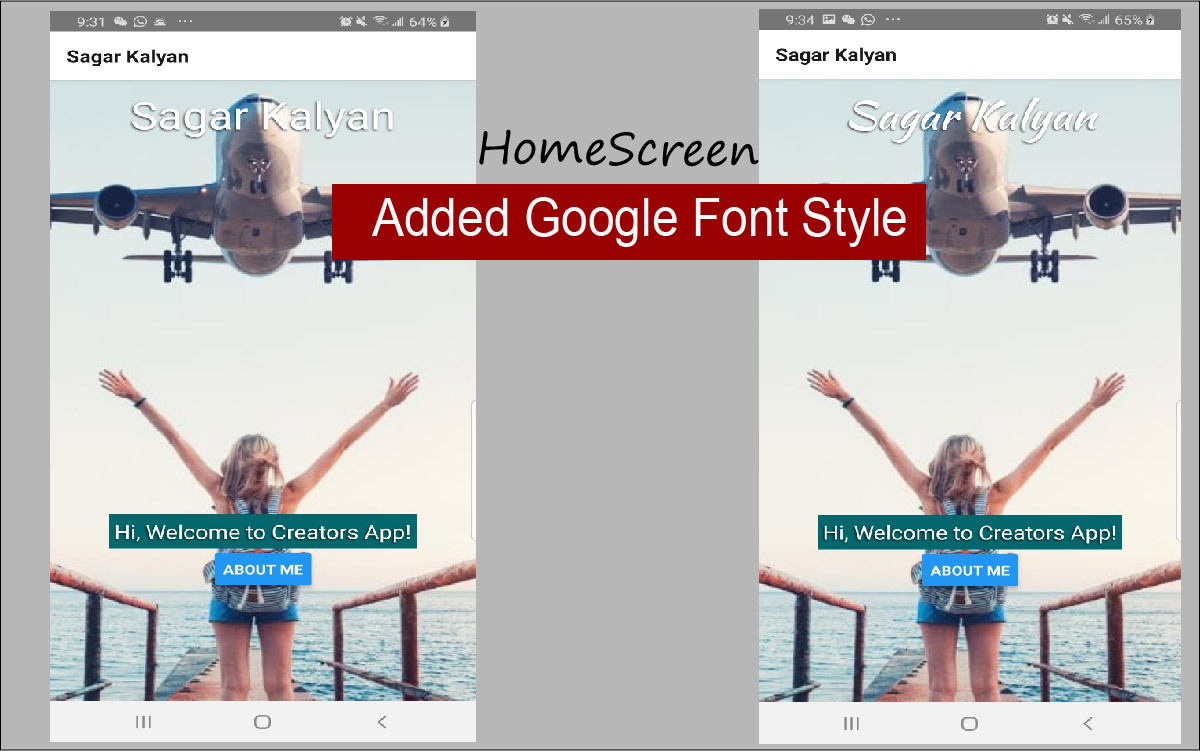 9:31
64%
Sagar Kalyan
Sagar Kalyan
Hi, Welcome to Creators App!
ABOUT ME
HomeScreen
Added Google Font Style
9:34
65%
Sagar Kalyan
Sagar Kalyan
Hi, Welcome to Creators App!
ABOUT ME